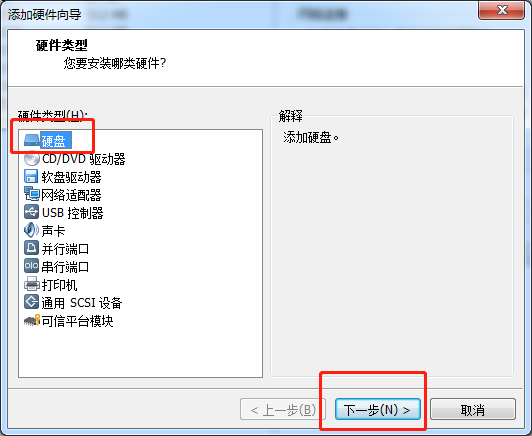 添加硬件向导
硬件类型
您要安装哪类硬件?
硬件类型(H):
硬盘
CD/DVD 驱动器
软盘驱动器
网络适配器
USB 控制器
声卡
并行端口
串行端口
打印机
通用 SCSI 设备
可信平台模块
解释
添加硬盘。
< 上一步(B)
下一步(N) >
取消